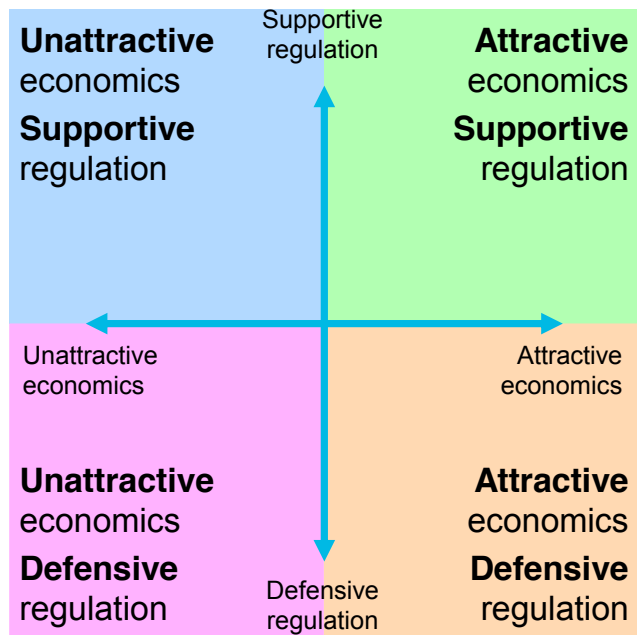 Unattractive
economics
Supportive
regulation
Supportive
regulation
Attractive
economics
Supportive
regulation
Unattractive
economics
Attractive
economics
Unattractive
economics
Defensive
regulation
Defensive
regulation
Attractive
economics
Defensive
regulation